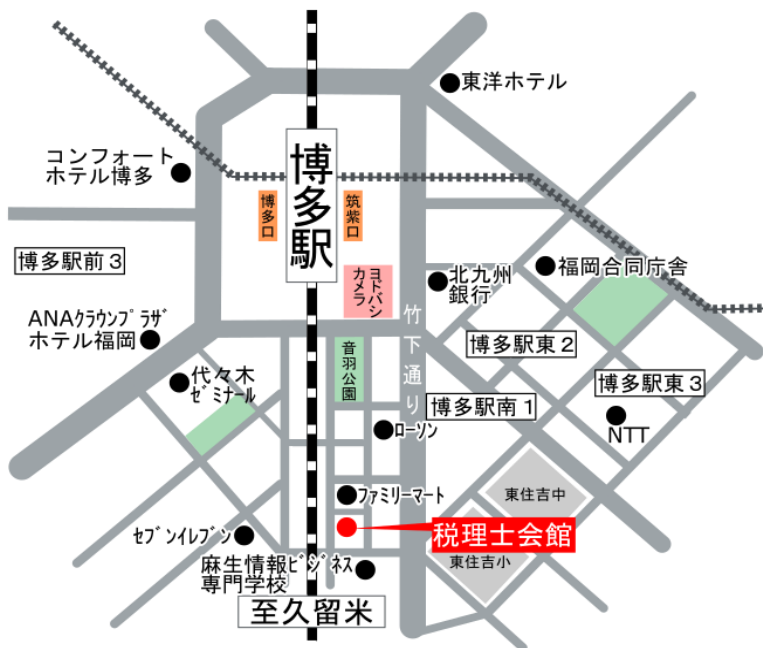 東洋ホテル
コンフォート
ホテル博多
博多駅
博多口
筑紫口
博多駅前3
ヨドバシ
カメラ
北九州
銀行
福岡合同庁舎
ANAクラウンプラザ
ホテル福岡
竹下通り
音羽公園
博多駅東2
代々木
ゼミナール
博多駅東3
博多駅南1
ローソン
NTT
ファミリーマート
東住吉中
税理士会館
セブンイレブン
麻生情報ビジネス
専門学校
東住吉小
至久留米